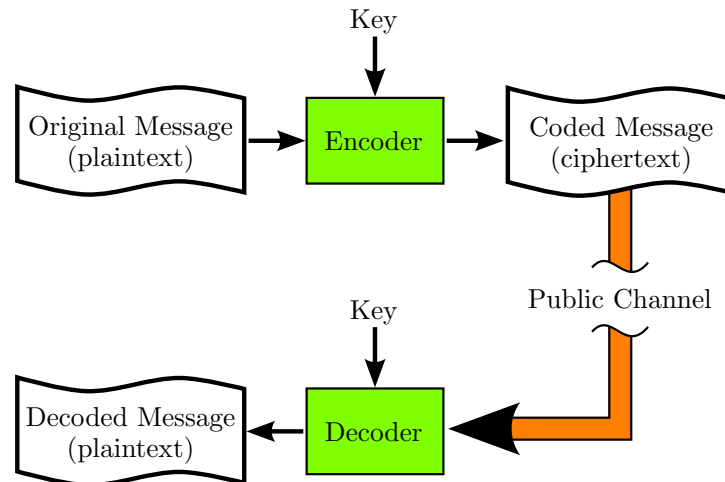 Key
Original Message
(plaintext)
Encoder
Coded Message
(ciphertext)
Public Channel
Key
Decoded Message
(plaintext)
Decoder